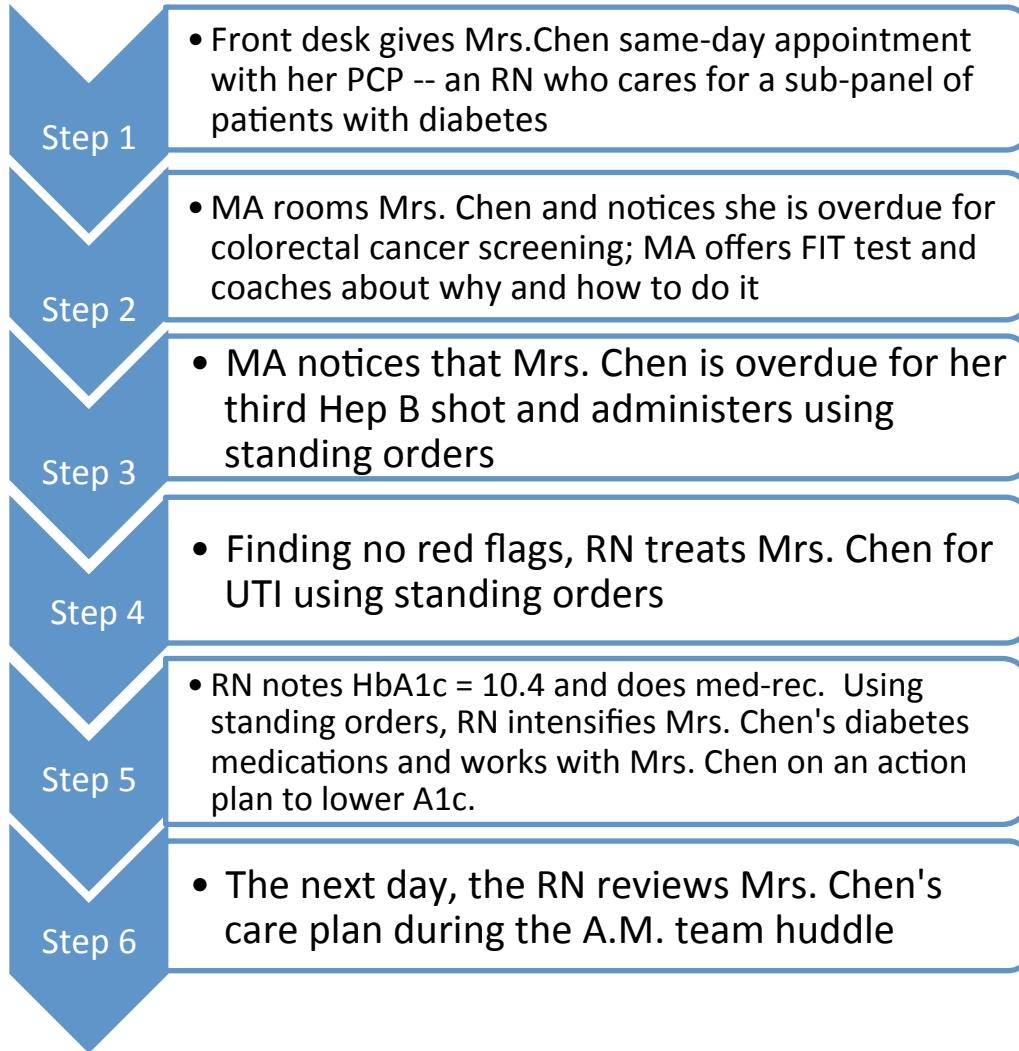 Step 1
• Front desk gives Mrs.Chen same-day appointment
with her PCP -- an RN who cares for a sub-panel of
patients with diabetes
Step 2
• MA rooms Mrs. Chen and notices she is overdue for
colorectal cancer screening; MA offers FIT test and
coaches about why and how to do it
Step 3
• MA notices that Mrs. Chen is overdue for her
third Hep B shot and administers using
standing orders
Step 4
• Finding no red flags, RN treats Mrs. Chen for
UTI using standing orders
Step 5
• RN notes HbA1c = 10.4 and does med-rec.  Using
standing orders, RN intensifies Mrs. Chen's diabetes
medications and works with Mrs. Chen on an action
plan to lower A1c.
Step 6
• The next day, the RN reviews Mrs. Chen's
care plan during the A.M. team huddle